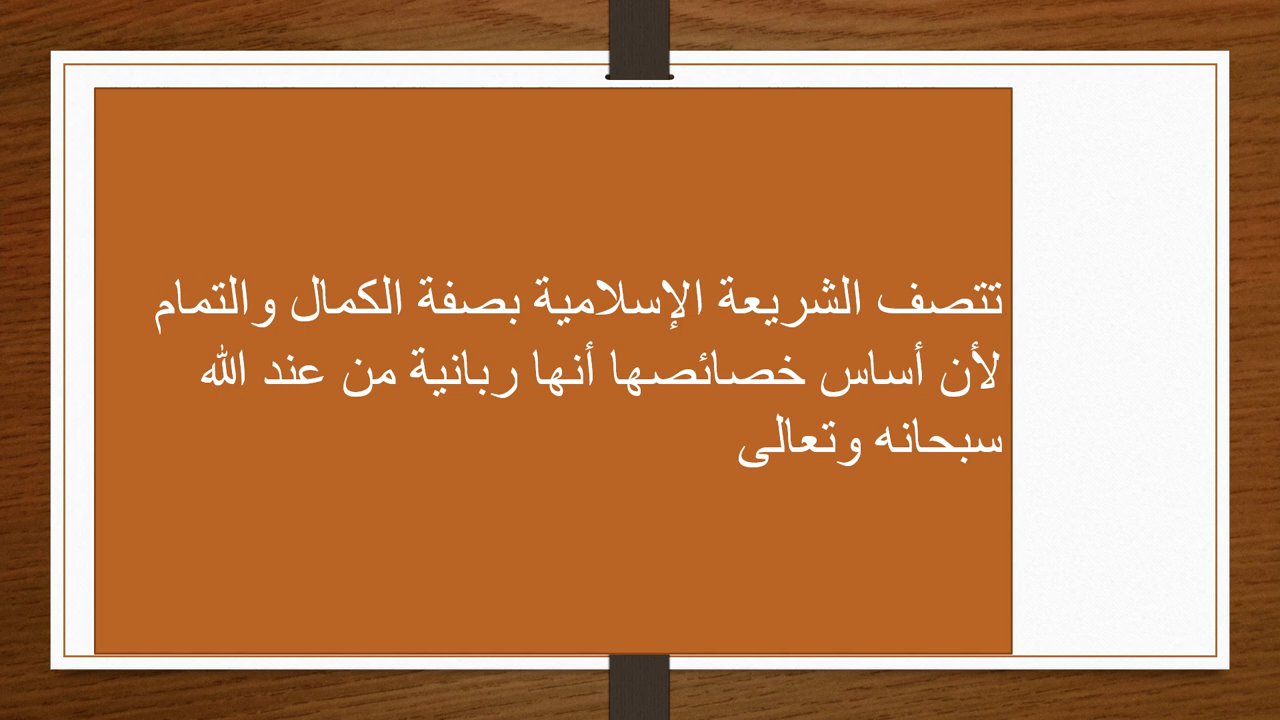 تتصف الشريعة الإسلامية بصفة الكمال والتمام
لأن أساس خصائصها أنها ربانية من عند الله
سبحانه وتعالى